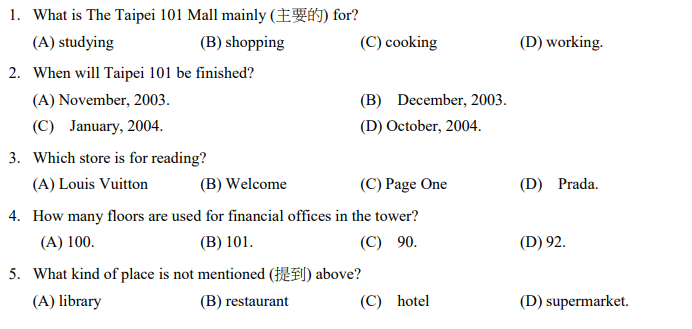 1. What is The Taipei 101 Mall mainly (主要的) for?
(A) studying (B) shopping (C) cooking (D) working.
2. When will Taipei 101 be finished?
(A) November, 2003. (B) December, 2003.
(C) January, 2004. (D) October, 2004.
3. Which store is for reading?
(A) Louis Vuitton (B) Welcome (C) Page One (D) Prada.
4. How many floors are used for financial offices in the tower?
(A) 100. (B) 101. (C) 90. (D) 92.
5. What kind of place is not mentioned (提到) above?
(A) library (B) restaurant (C) hotel (D) supermarket.